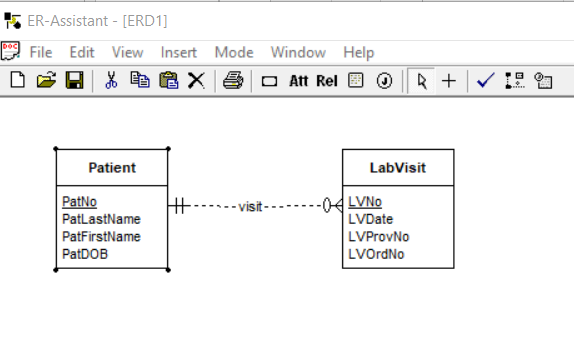 ER-Assistant - [ERD1]
DOC File Edit View Insert Mode Window Help
Att Rel J
Patient
PatNo
PatLastName
PatFirstName
PatDOB
visit
LabVisit
LVNo
LVDate
LVProvNo
LVOrdNo